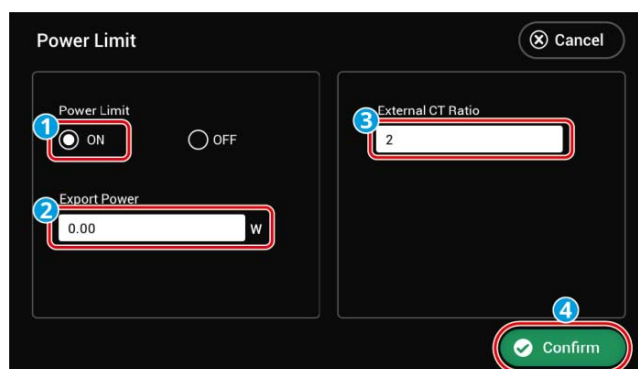 Power Limit
Cancel
Power Limit
1
ON
OFF
Export Power
2
0.00
W
External CT Ratio
3
2
4
Confirm